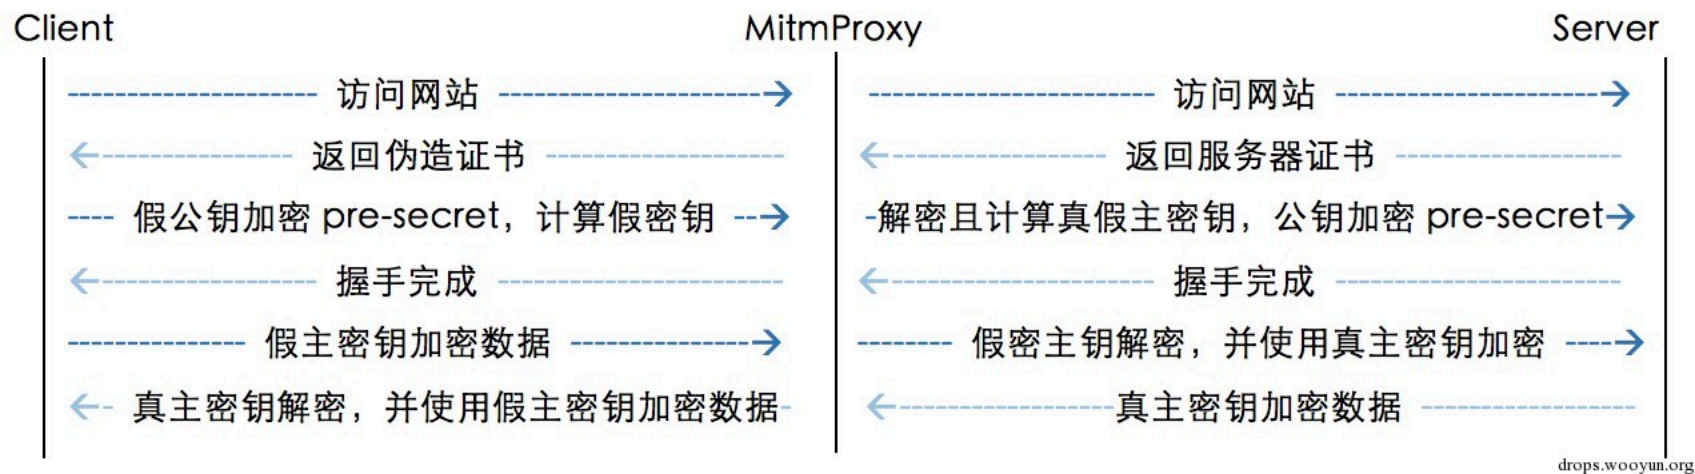 Client MitmProxy Server
访问网站 访问网站
返回伪造证书 返回服务器证书
假公钥加密 pre-secret，计算假密钥 解密且计算真假主密钥，公钥加密 pre-secret
握手完成 握手完成
假主密钥加密数据 假密主钥解密，并使用真主密钥加密
真主密钥解密，并使用假主密钥加密数据 真主密钥加密数据
drops.wooyun.org